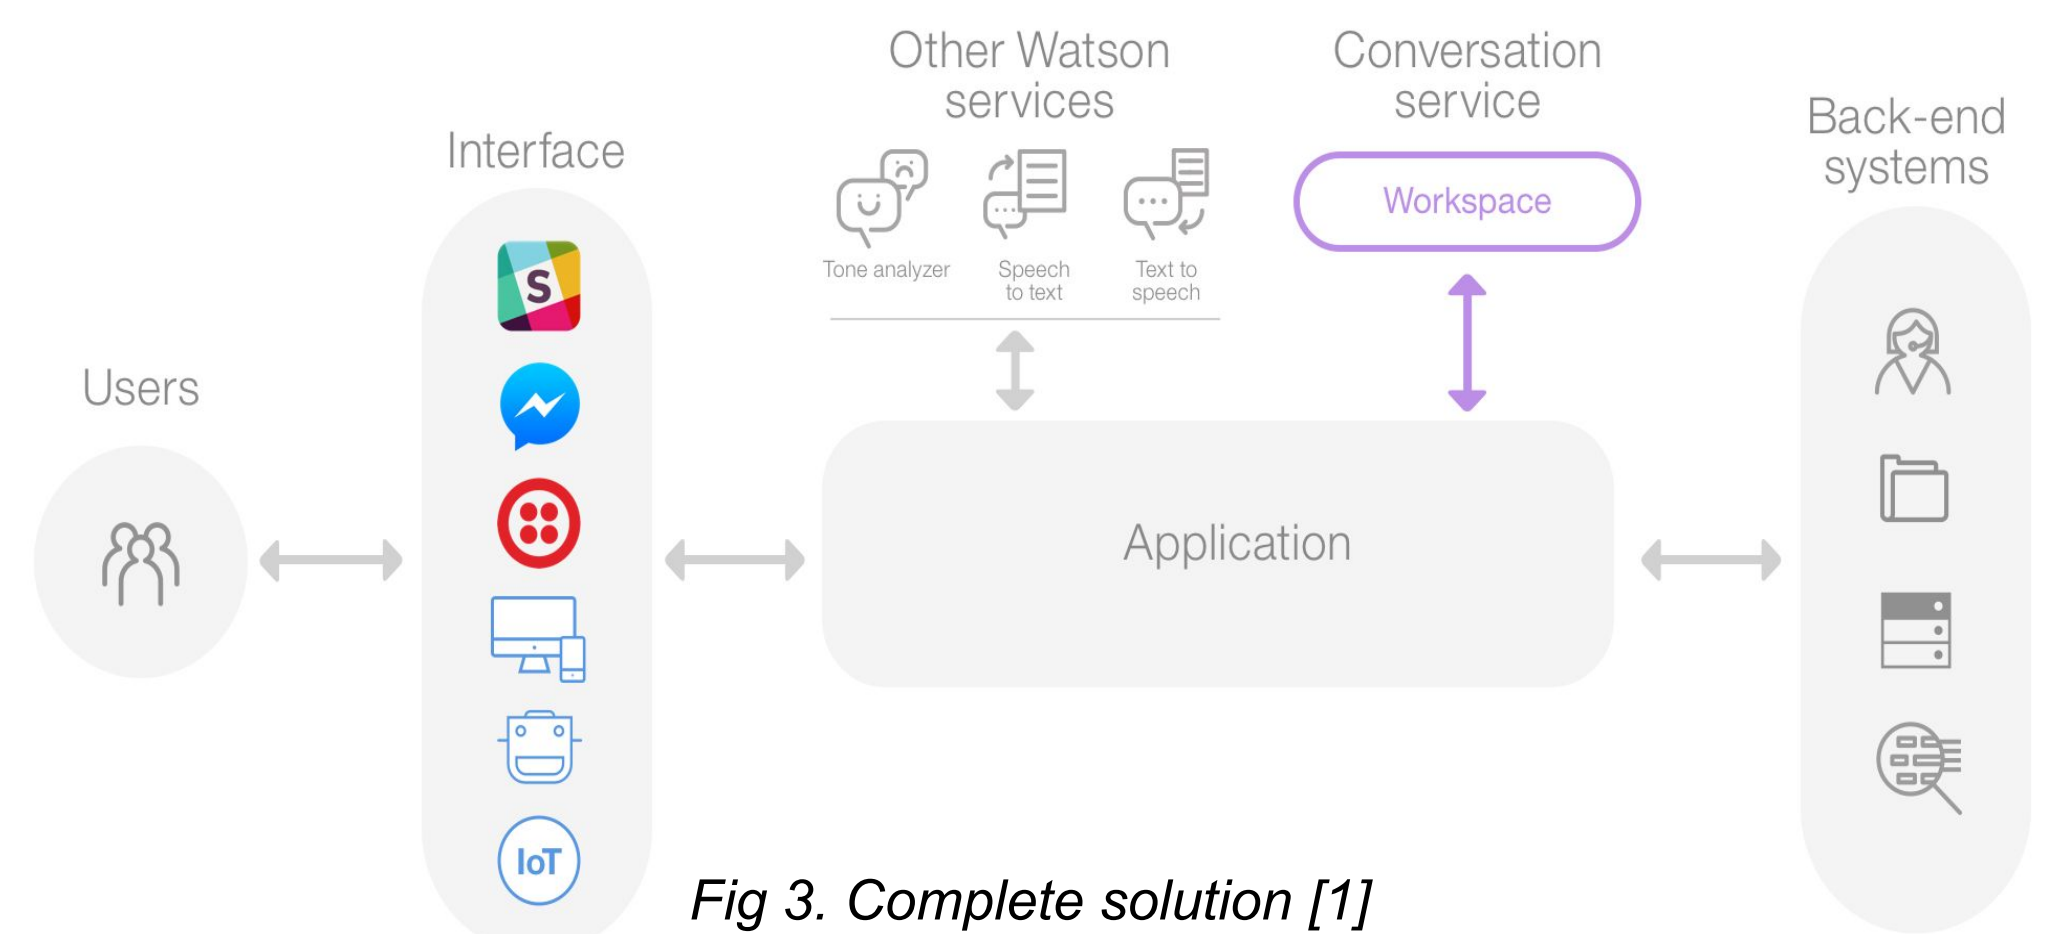 Other Watson
services
Conversation
service
Back-end
systems
Interface
Users
S
Tone analyzer
Speech
to text
Text to
speech
Workspace
Application
IoT
Fig 3. Complete solution [1]